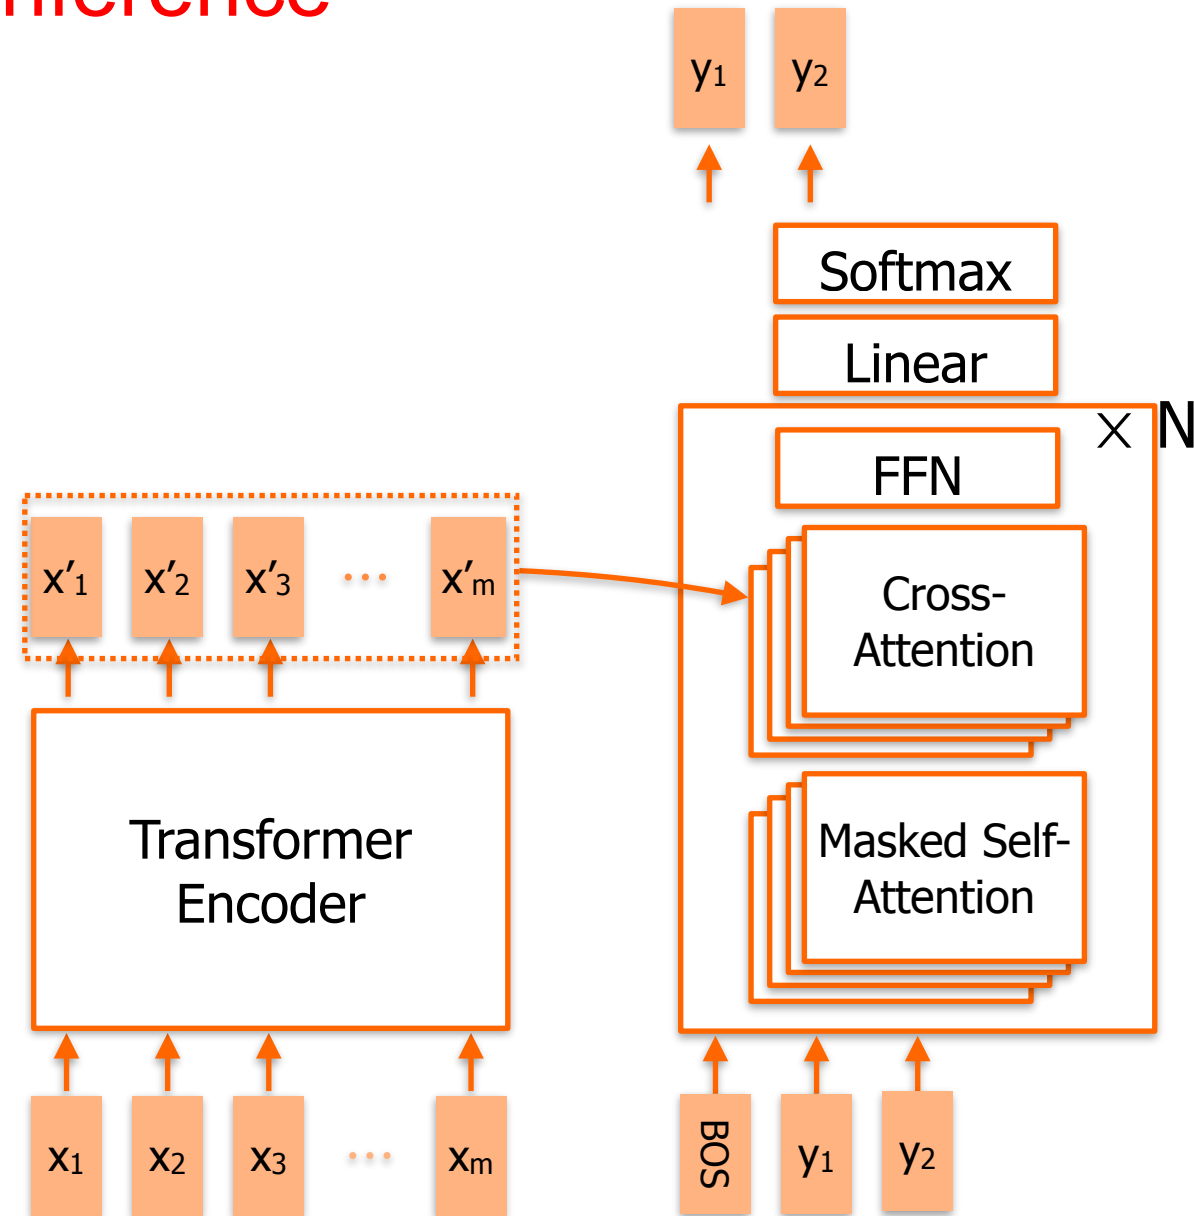 nference
y1 y2
Softmax
Linear
× N
FFN
x′1 x′2 x′3 ... x′m
Cross-
Attention
Transformer
Encoder
Masked Self-
Attention
x1 x2 x3 ... xm
BOS y1 y2